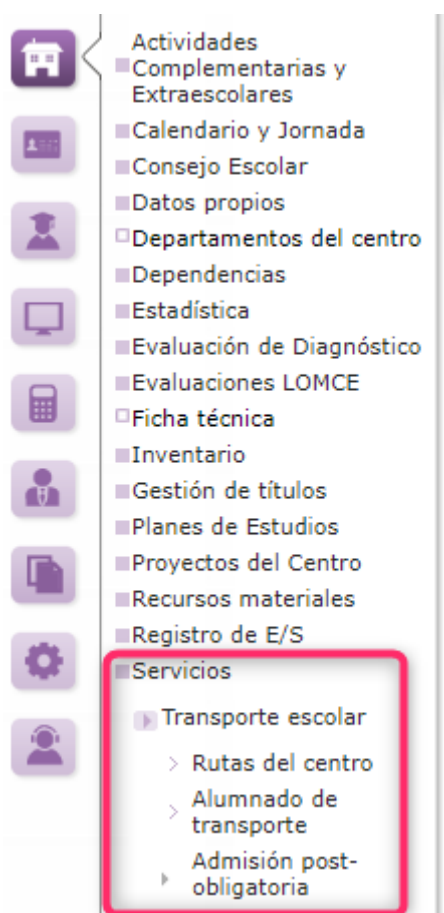 Actividades
Complementarias y
Extraescolares
Calendario y Jornada
Consejo Escolar
Datos propios
Departamentos del centro
Dependencias
Estadística
Evaluación de Diagnóstico
Evaluaciones LOMCE
Ficha técnica
Inventario
Gestión de títulos
Planes de Estudios
Proyectos del Centro
Recursos materiales
Registro de E/S
Servicios
Transporte escolar
Rutas del centro
Alumnado de
transporte
Admisión post-
obligatoria